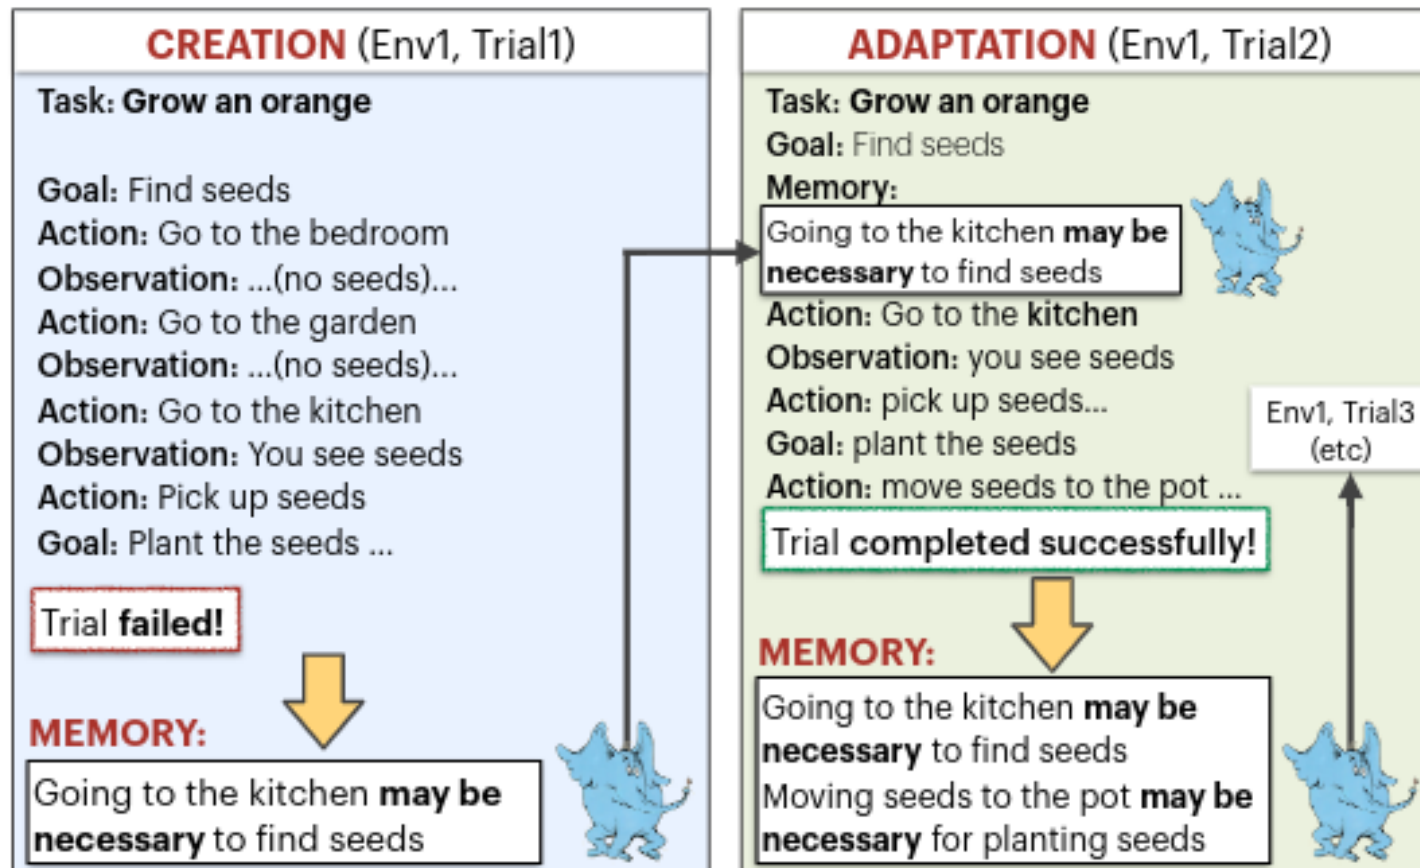 CREATION (Env1, Trial1)
Task: Grow an orange
Goal: Find seeds
Action: Go to the bedroom
Observation: ...(no seeds)...
Action: Go to the garden
Observation: ...(no seeds)...
Action: Go to the kitchen
Observation: You see seeds
Action: Pick up seeds
Goal: Plant the seeds ...
Trial failed!
MEMORY:
Going to the kitchen may be
necessary to find seeds
ADAPTATION (Env1, Trial2)
Task: Grow an orange
Goal: Find seeds
Memory:
Going to the kitchen may be
necessary to find seeds
Action: Go to the kitchen
Observation: you see seeds
Action: pick up seeds...
Goal: plant the seeds
Action: move seeds to the pot ...
Trial completed successfully!
MEMORY:
Going to the kitchen may be
necessary to find seeds
Moving seeds to the pot may be
necessary for planting seeds
Env1, Trial3
(etc)